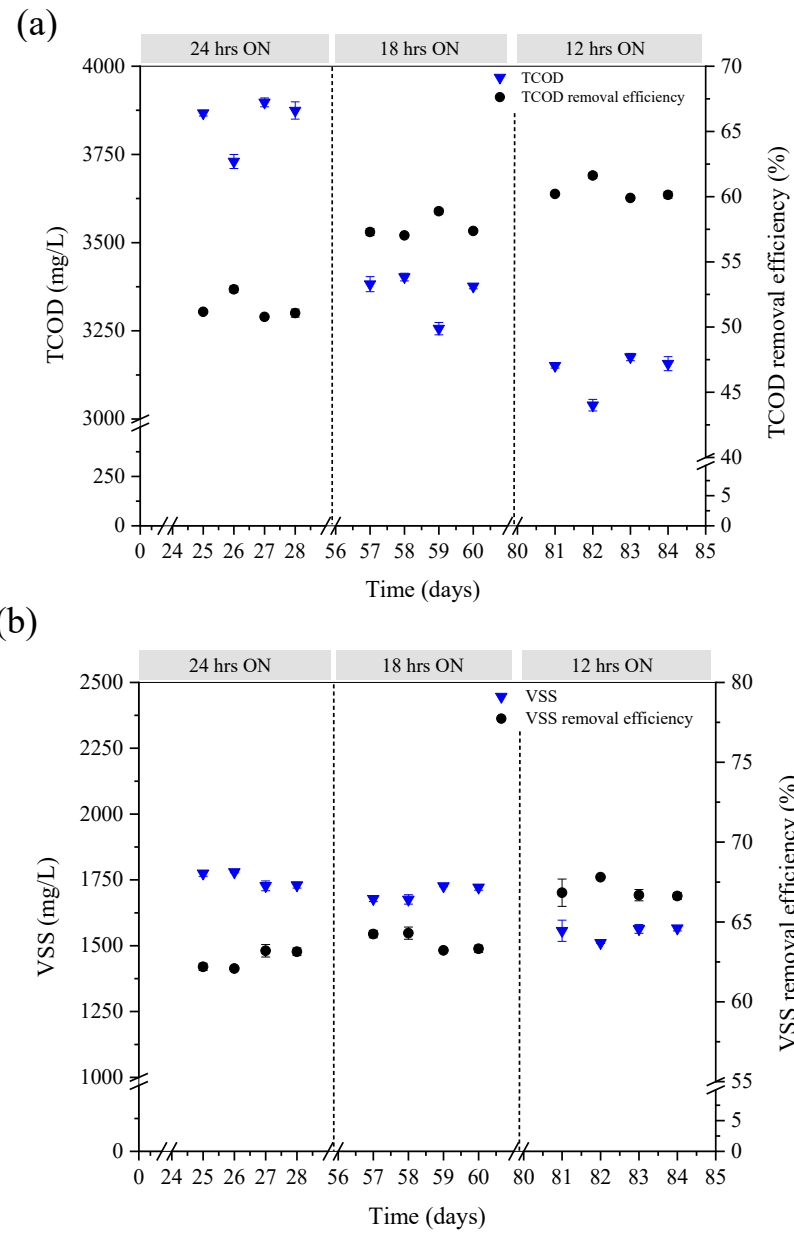 (a)
24 hrs ON
18 hrs ON
12 hrs ON
TCOD
TCOD removal efficiency
4000
3750
3500
3250
3000
250
0
TCOD (mg/L)
70
65
60
55
50
45
40
5
0
TCOD removal efficiency (%)
0 24 25 26 27 28 56 57 58 59 60 80 81 82 83 84 85
Time (days)
(b)
24 hrs ON
18 hrs ON
12 hrs ON
VSS
VSS removal efficiency
2500
2250
2000
1750
1500
1250
1000
0
VSS (mg/L)
80
75
70
65
60
55
5
0
VSS removal efficiency (%)
0 24 25 26 27 28 56 57 58 59 60 80 81 82 83 84 85
Time (days)